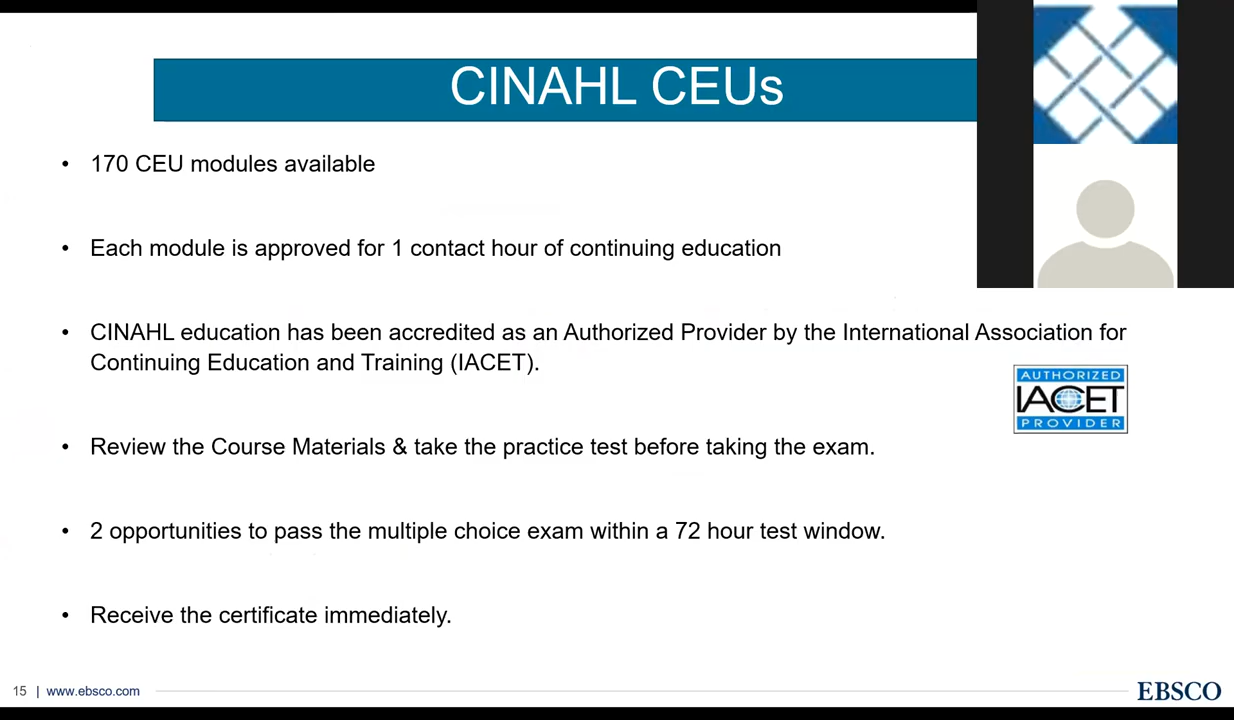 CINAHL CEUs
• 170 CEU modules available
• Each module is approved for 1 contact hour of continuing education
• CINAHL education has been accredited as an Authorized Provider by the International Association for
Continuing Education and Training (IACET).
AUTHORIZED
IACET
PROVIDER
• Review the Course Materials & take the practice test before taking the exam.
• 2 opportunities to pass the multiple choice exam within a 72 hour test window.
• Receive the certificate immediately.
15 | www.ebsco.com
EBSCO